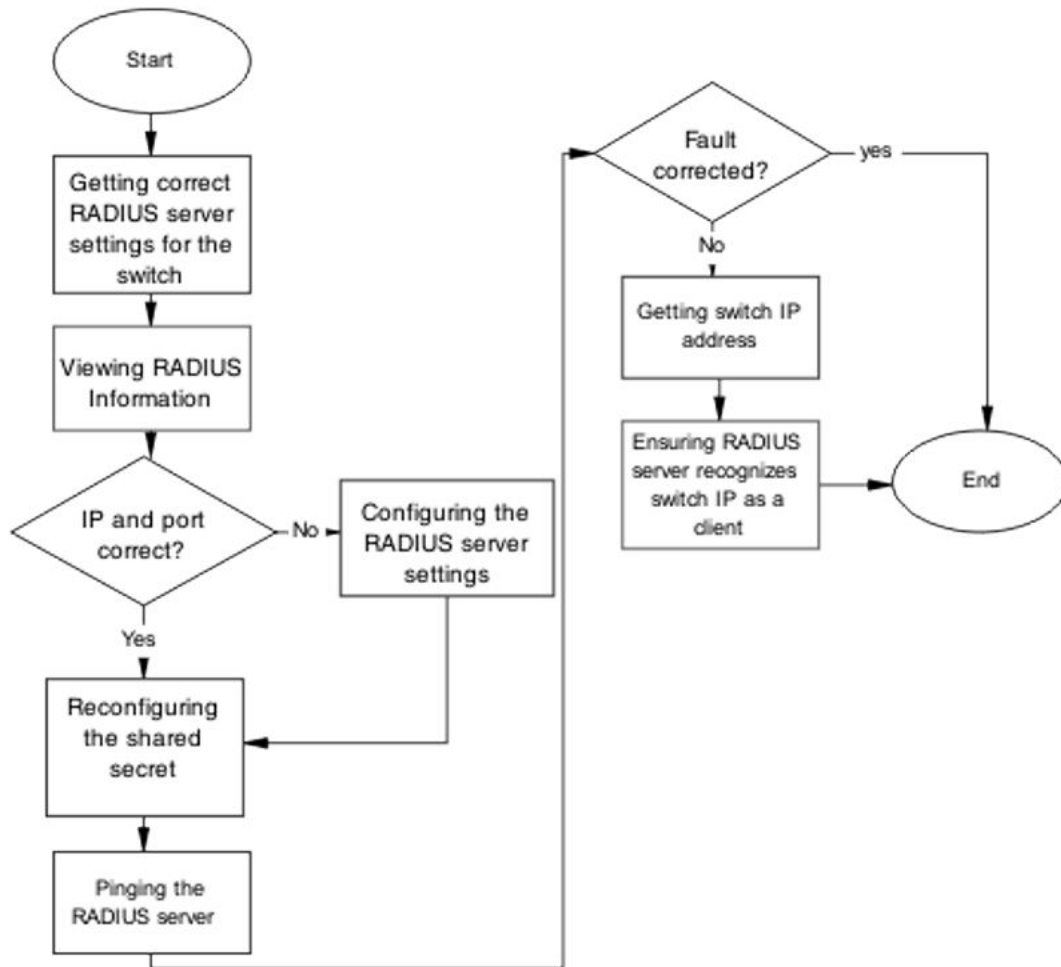 Start
Getting correct
RADIUS server
settings for the
switch
Viewing RADIUS
Information
IP and port
correct?
No
Configuring the
RADIUS server
settings
Yes
Reconfiguring
the shared
secret
Pinging the
RADIUS server
Fault
corrected?
yes
No
Getting switch IP
address
Ensuring RADIUS
server recognizes
switch IP as a
client
End